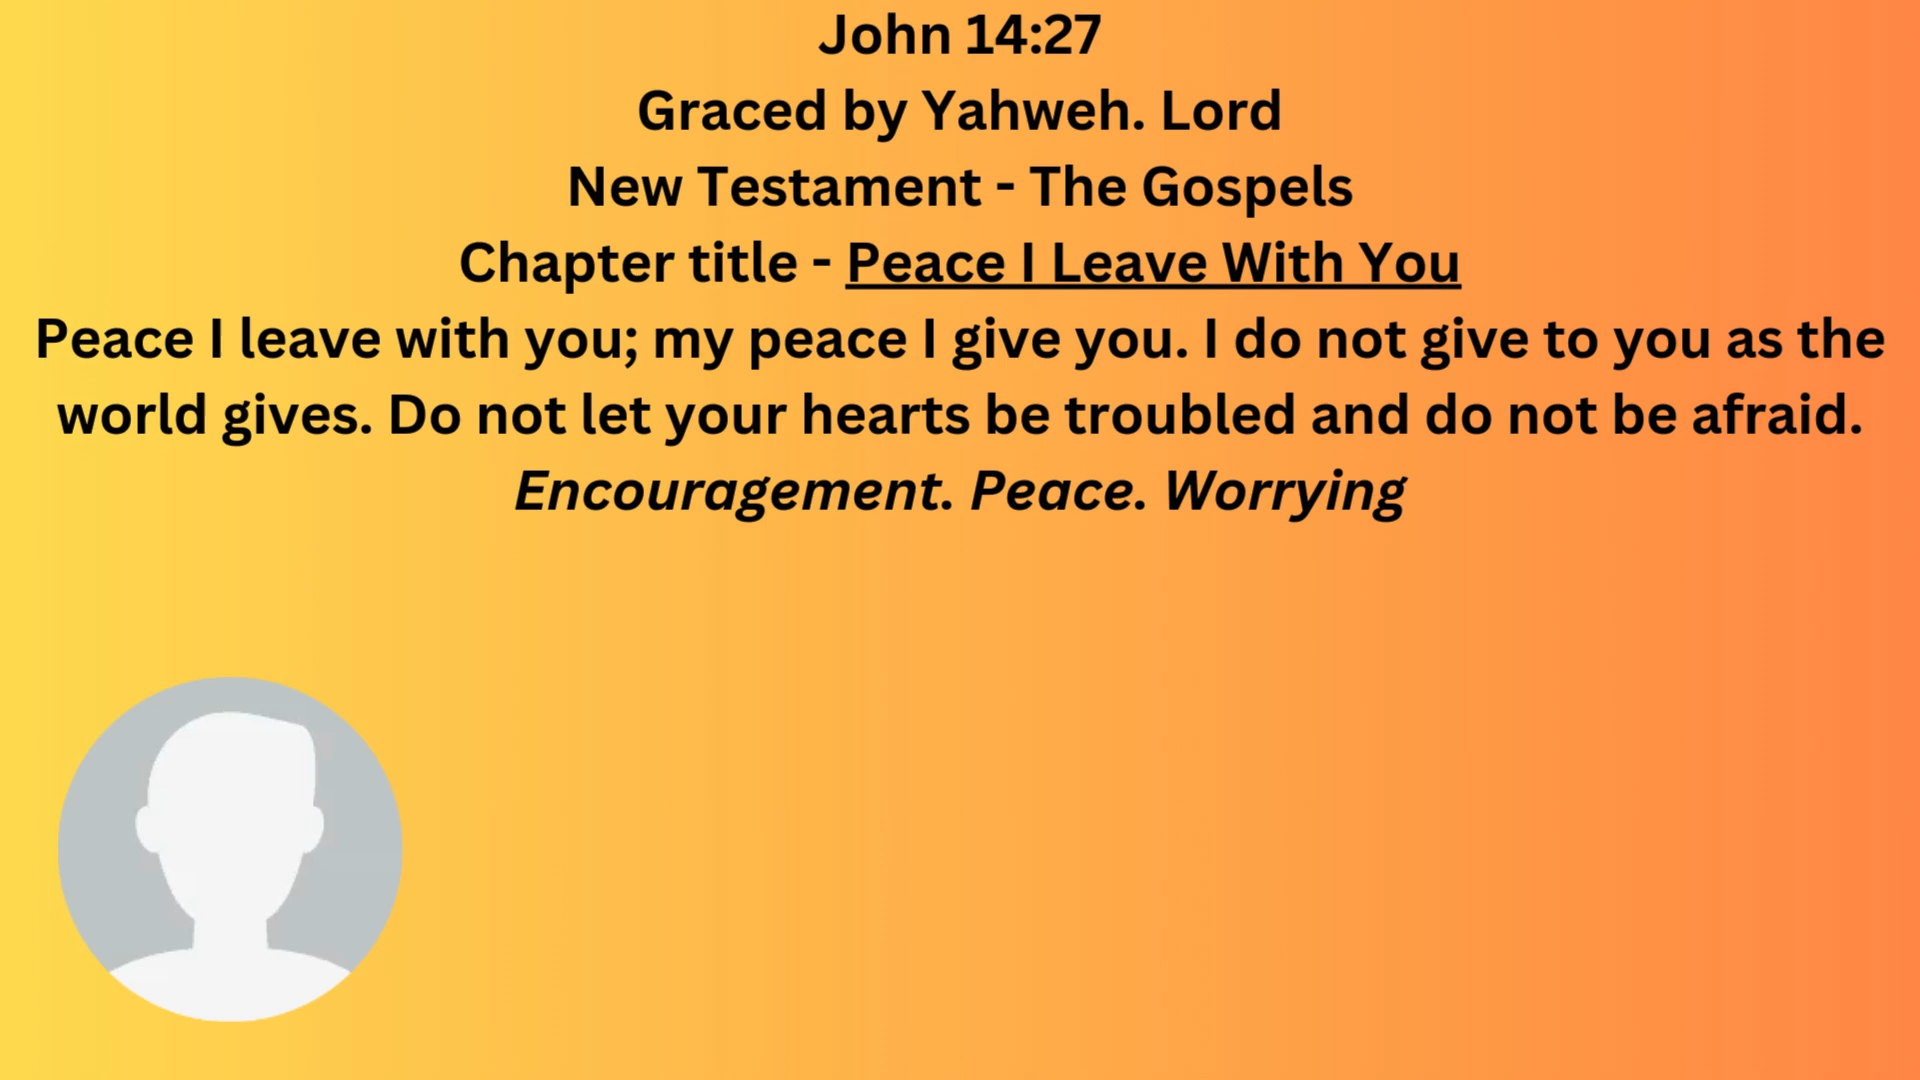 John 14:27
Graced by Yahweh. Lord
New Testament - The Gospels
Chapter title - Peace I Leave With You
Peace I leave with you; my peace I give you. I do not give to you as the
world gives. Do not let your hearts be troubled and do not be afraid.
Encouragement. Peace. Worrying